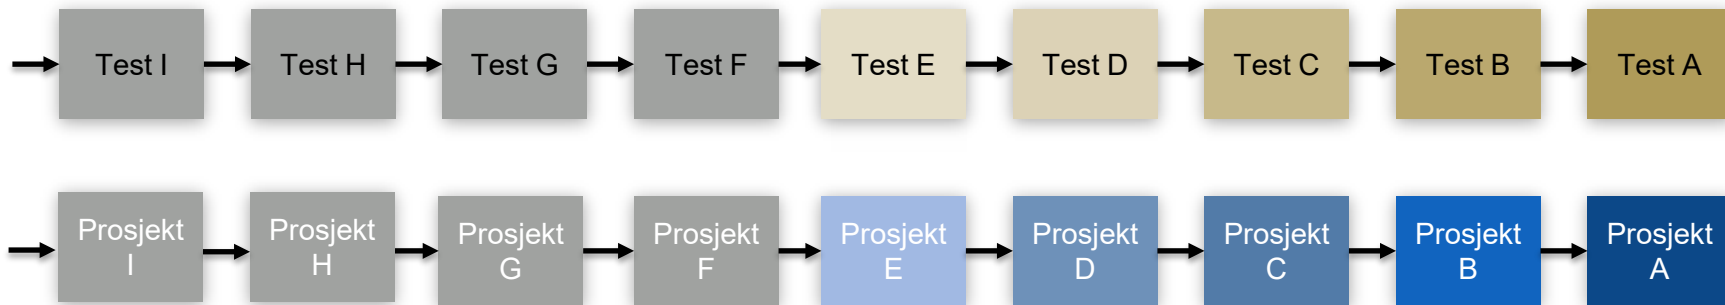 Test I
Test H
Test G
Test F
Test E
Test D
Test C
Test B
Test A
Prosjekt
I
Prosjekt
H
Prosjekt
G
Prosjekt
F
Prosjekt
E
Prosjekt
D
Prosjekt
C
Prosjekt
B
Prosjekt
A